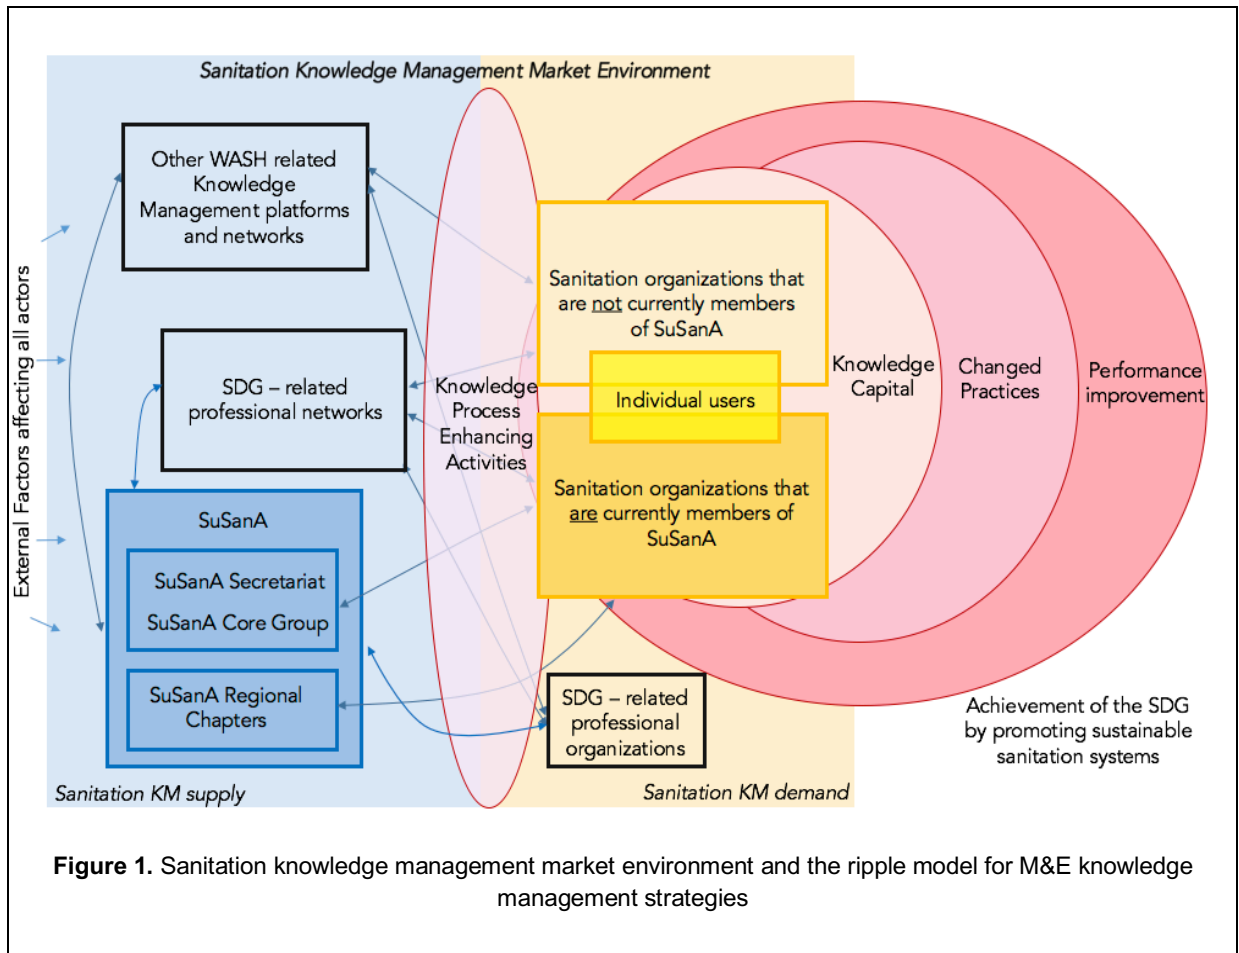 Sanitation Knowledge Management Market Environment
External Factors affecting all actors
Other WASH related
Knowledge
Management platforms
and networks
SDG – related
professional networks
SuSanA
SuSanA Secretariat
SuSanA Core Group
SuSanA Regional
Chapters
Sanitation KM supply
Knowledge
Process
Enhancing
Activities
Sanitation organizations that
are not currently members
of SuSanA
Individual users
Sanitation organizations that
are currently members of
SuSanA
SDG – related
professional
organizations
Sanitation KM demand
Knowledge
Capital
Changed
Practices
Performance
improvement
Achievement of the SDG
by promoting sustainable
sanitation systems
Figure 1. Sanitation knowledge management market environment and the ripple model for M&E knowledge
management strategies